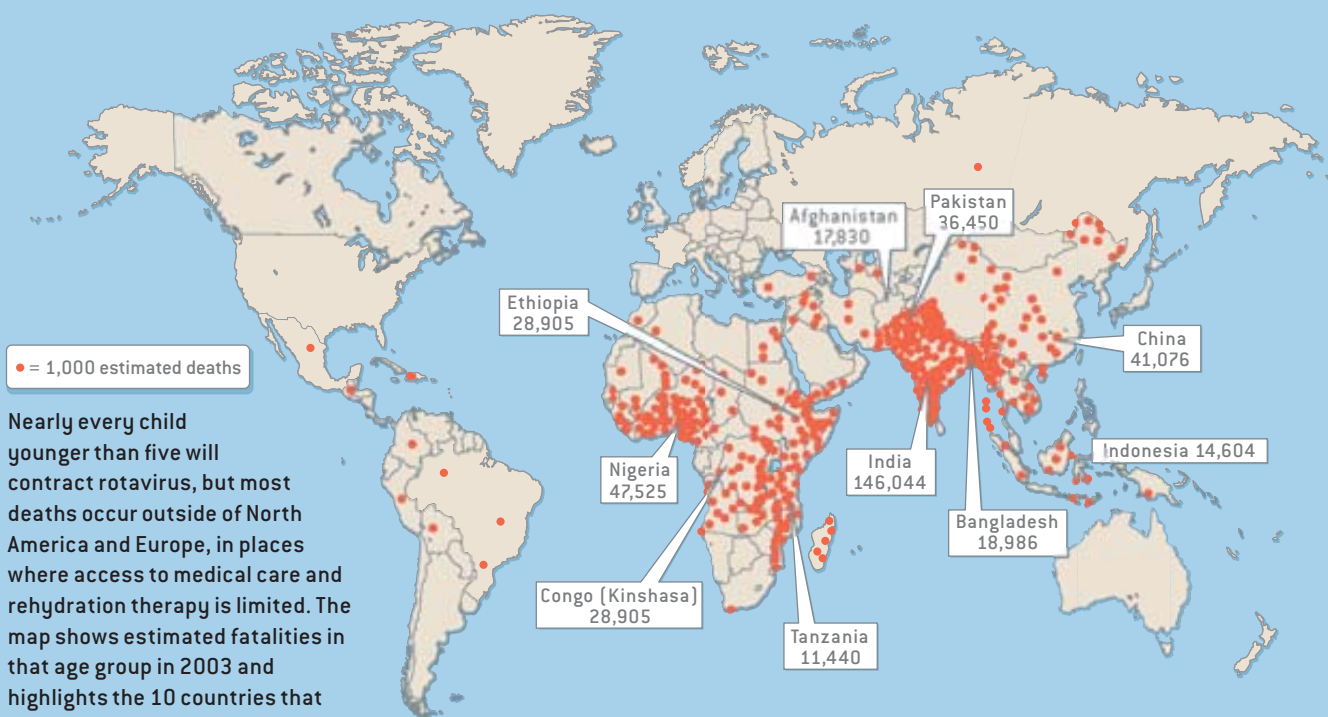 Pakistan
36,450
Afghanistan
17,830
Ethiopia
28,905
China
41,076
● = 1,000 estimated deaths
Nearly every child
younger than five will
contract rotavirus, but most
deaths occur outside of North
America and Europe, in places
where access to medical care and
rehydration therapy is limited. The
map shows estimated fatalities in
that age group in 2003 and
highlights the 10 countries that
Nigeria
47,525
India
146,044
Indonesia 14,604
Bangladesh
18,986
Congo (Kinshasa)
28,905
Tanzania
11,440